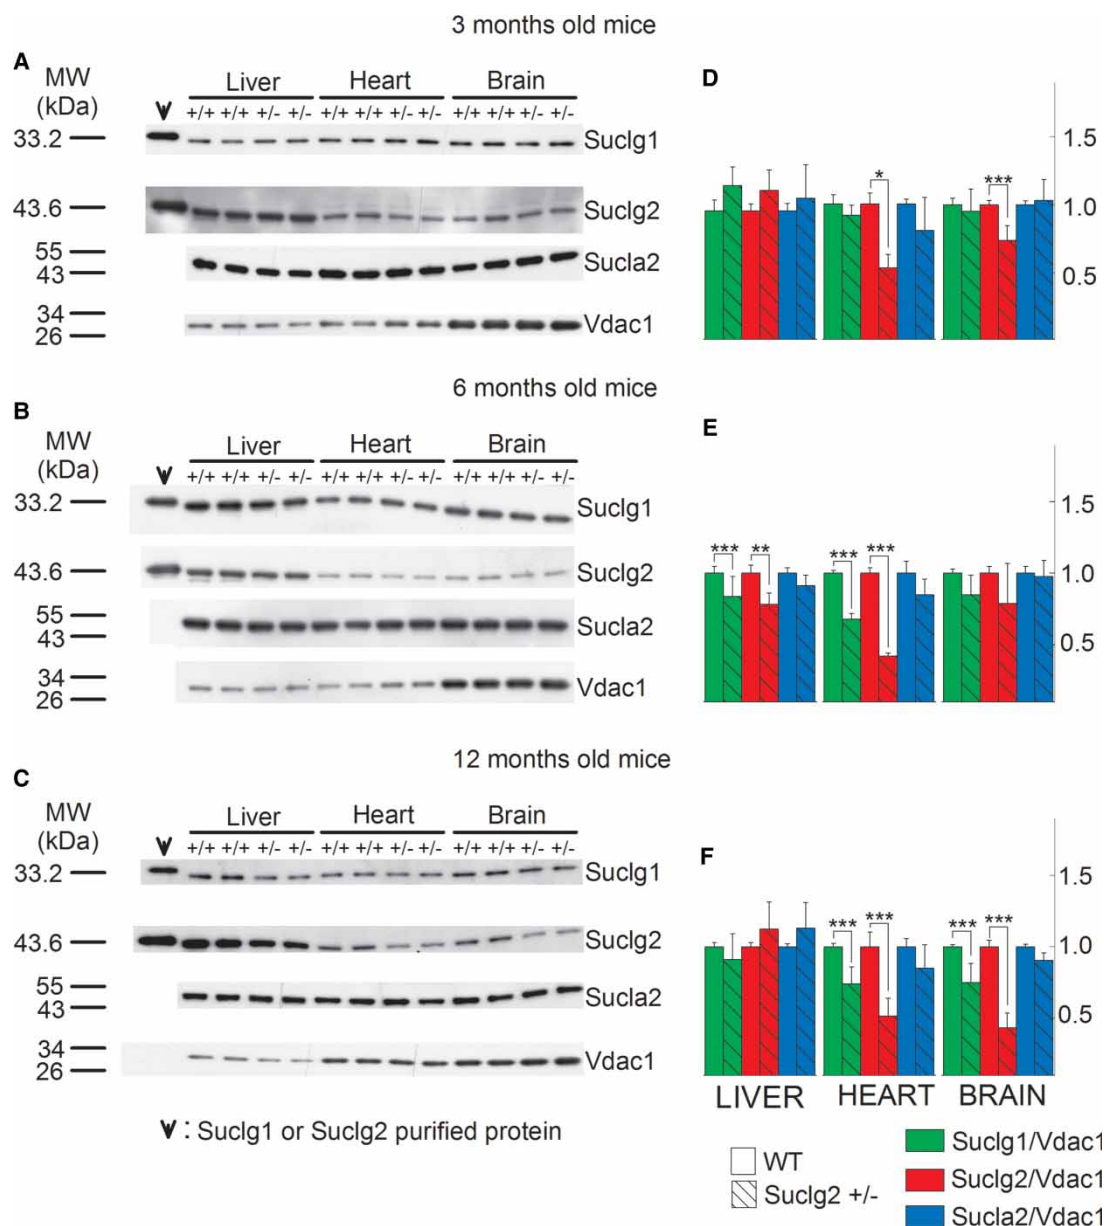 3 months old mice
A
MW
(kDa)
Liver Heart Brain
+/+ +/+ +/- +/- +/+ +/+ +/- +/- +/+ +/+ +/- +/-
33.2 Suclg1
43.6 Suclg2
55
43
Sucla2
34
26
Vdac1
D
1.5
1.0
0.5
* ***
6 months old mice
B
MW
(kDa)
Liver Heart Brain
+/+ +/+ +/- +/- +/+ +/+ +/- +/- +/+ +/+ +/- +/-
33.2 Suclg1
43.6 Suclg2
55
43
Sucla2
34
26
Vdac1
E
1.5
1.0
0.5
*** ** *** ***
12 months old mice
C
MW
(kDa)
Liver Heart Brain
+/+ +/+ +/- +/- +/+ +/+ +/- +/- +/+ +/+ +/- +/-
33.2 Suclg1
43.6 Suclg2
55
43
Sucla2
34
26
Vdac1
F
1.5
1.0
0.5
*** *** *** ***
LIVER HEART BRAIN
: Suclg1 or Suclg2 purified protein
WT
Suclg2 +/-
Suclg1/Vdac1
Suclg2/Vdac1
Sucla2/Vdac1